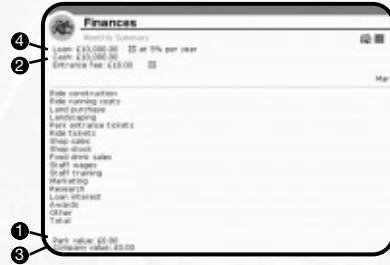 Finances
Monthly Summary
4 Loan: £10,000.00 at 5% per year
2 Cash: £10,000.00
Entrance fee: £10.00
Mar
Ride construction
Ride running costs
Land purchase
Landscaping
Park entrance tickets
Ride tickets
Shop sales
Shop stock
Food drink sales
Staff wages
Staff training
Marketing
Research
Loan interest
Awards
Other
Total
1 Park value: £0.00
3 Company value: £0.00